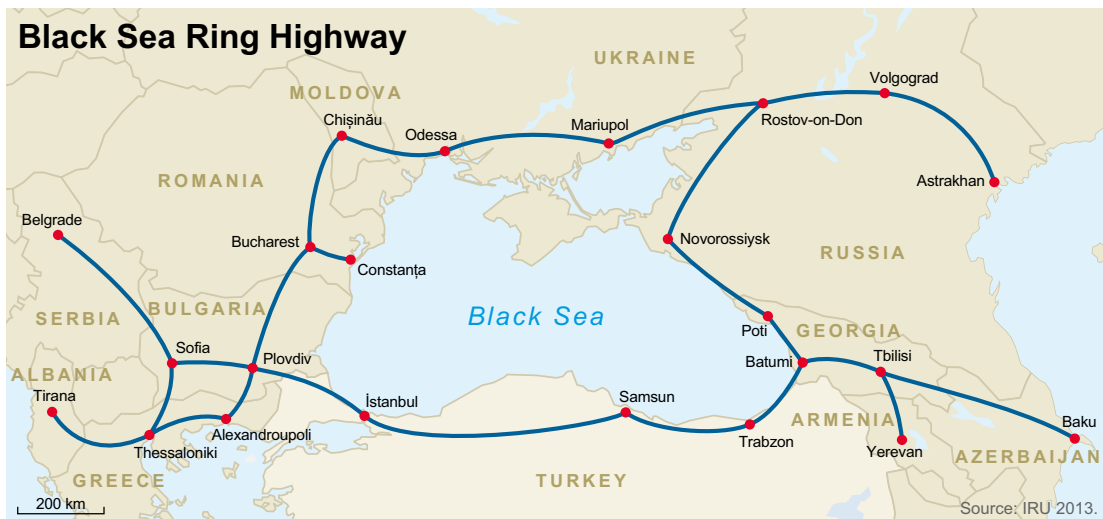 Black Sea Ring Highway
UKRAINE
Volgograd
MOLDOVA
Chișinău
Odessa
Mariupol
Rostov-on-Don
ROMANIA
Astrakhan
Belgrade
Bucharest
Novorossiysk
Constanța
RUSSIA
BULGARIA
SERBIA
Black Sea
Poti
GEORGIA
Sofia
Plovdiv
Batumi
Tbilisi
ALBANIA
Tirana
İstanbul
Samsun
ARMENIA
Baku
Alexandroupoli
Trabzon
Thessaloniki
Yerevan
AZERBAIJAN
GREECE
TURKEY
200 km
Source: IRU 2013.